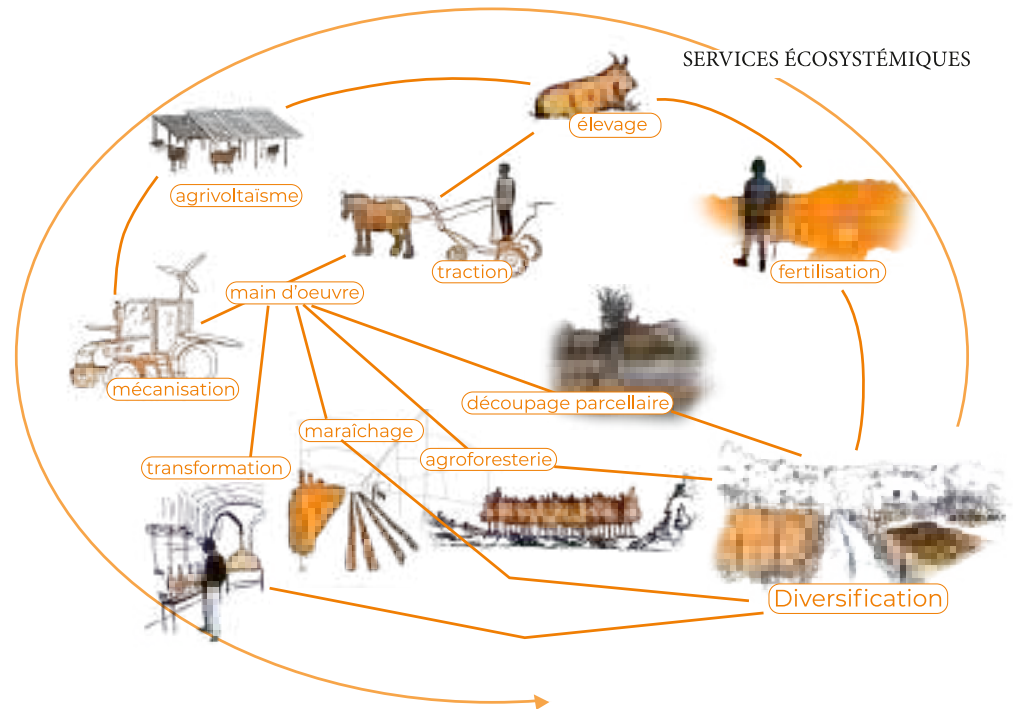 SERVICES ÉCOSYSTÉMIQUES
élevage
agrivoltaïsme
traction
fertilisation
main d'oeuvre
mécanisation
découpage parcellaire
maraîchage
agroforesterie
transformation
Diversification